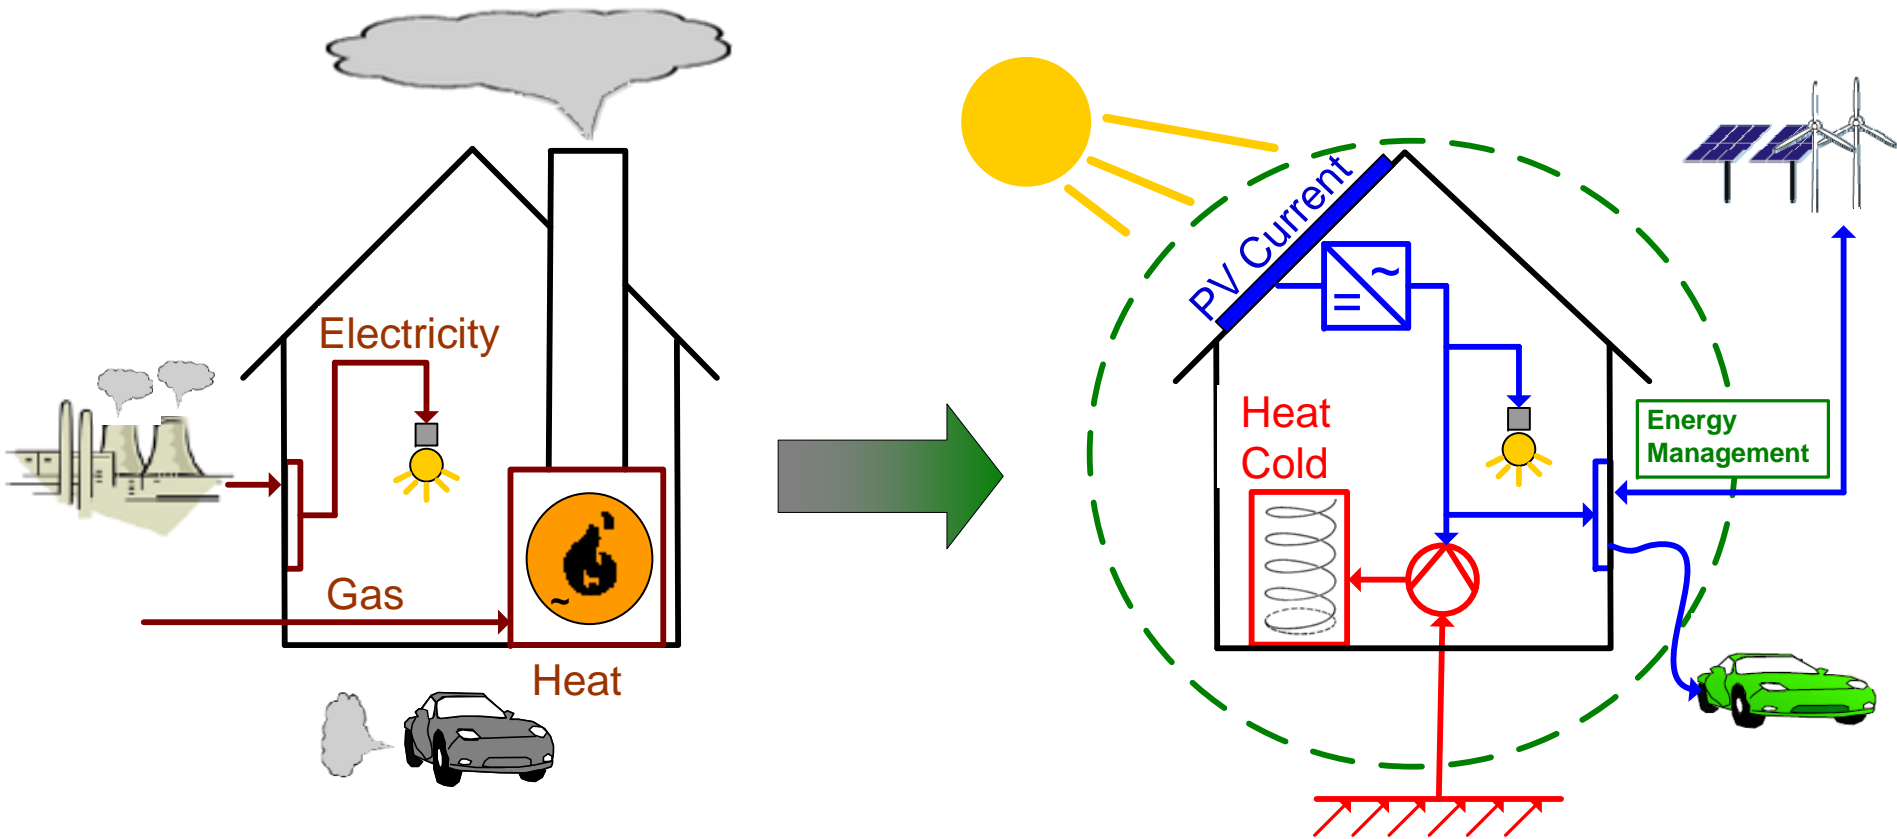 Electricity
Gas
Heat
PV Current
Heat
Cold
Energy
Management